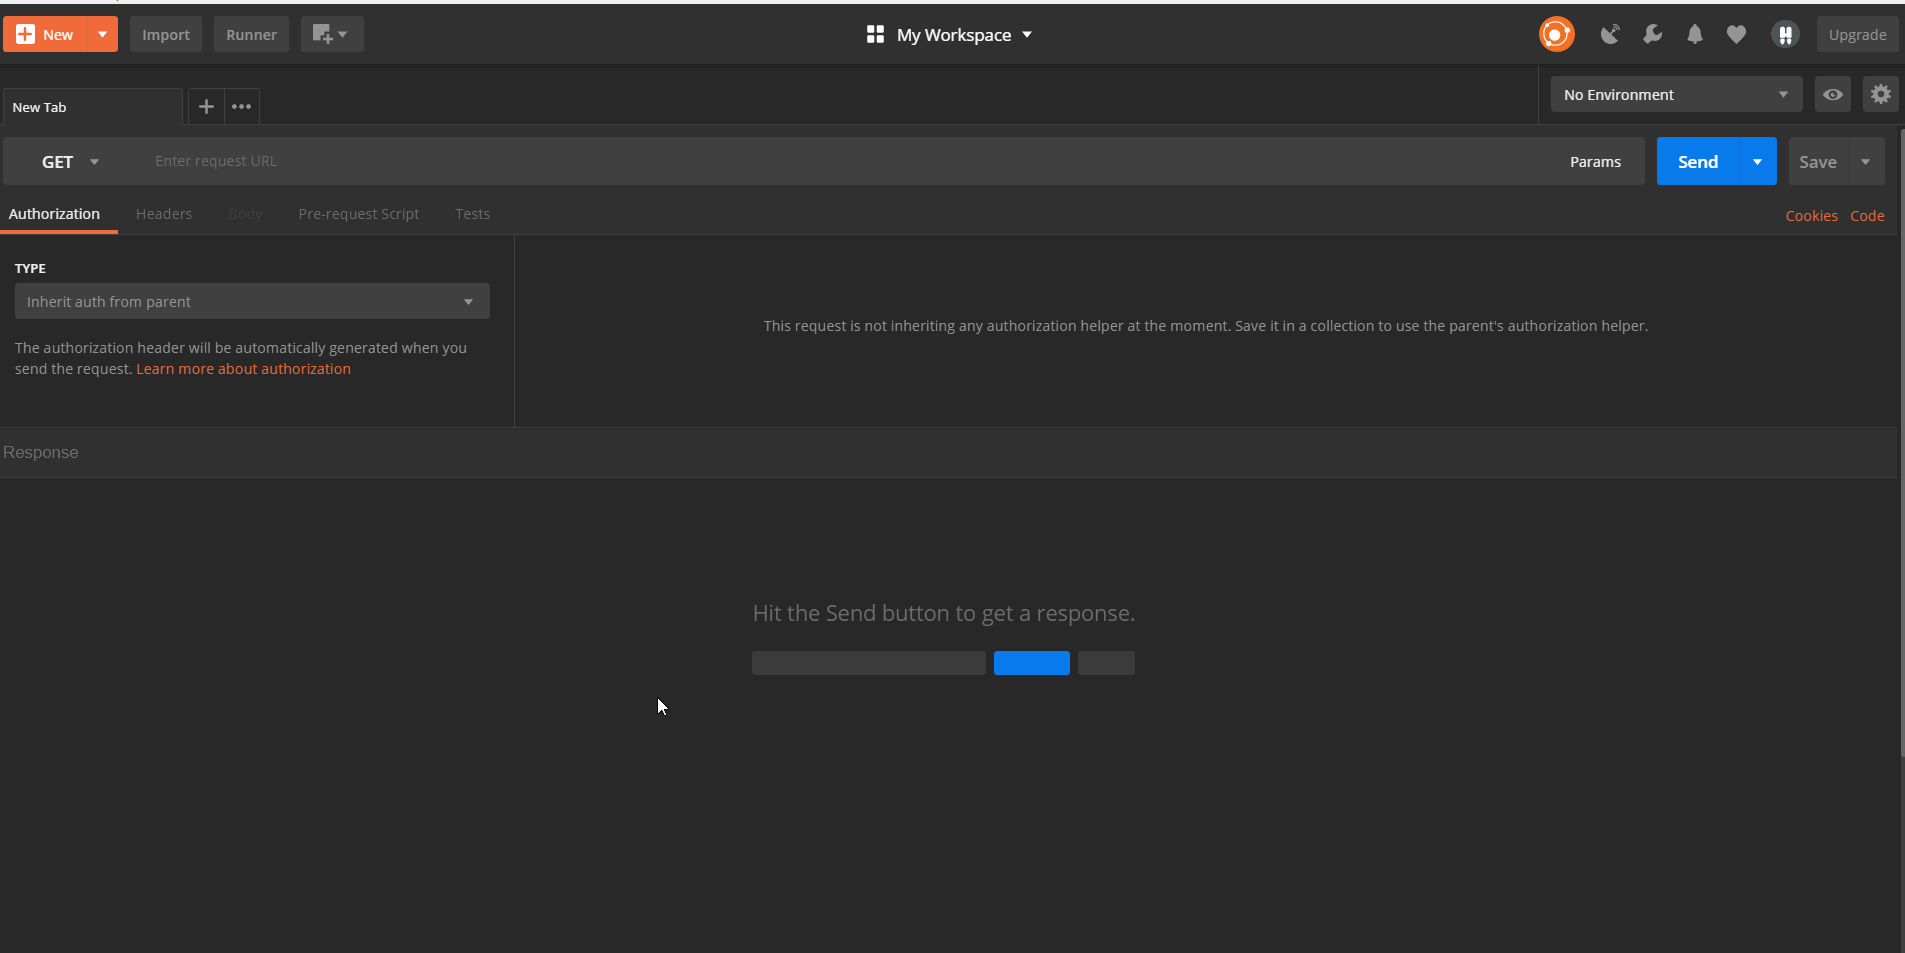 New
Import
Runner
My Workspace
Upgrade
New Tab
No Environment
GET
Enter request URL
Params
Send
Save
Authorization
Headers
Body
Pre-request Script
Tests
Cookies
Code
TYPE
Inherit auth from parent
The authorization header will be automatically generated when you
send the request. Learn more about authorization
This request is not inheriting any authorization helper at the moment. Save it in a collection to use the parent's authorization helper.
Response
Hit the Send button to get a response.